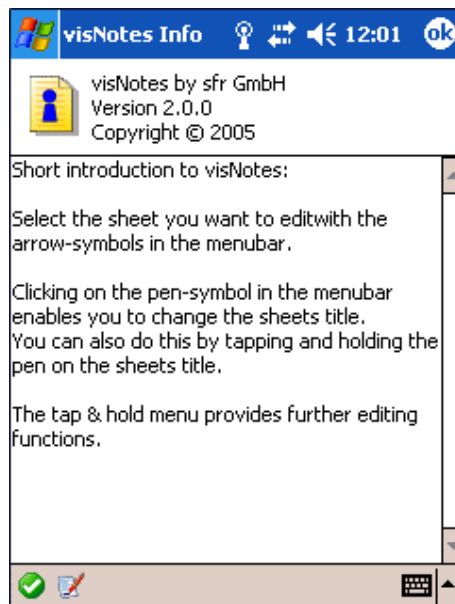 visNotes Info 12:01 ok
visNotes by sfr GmbH
Version 2.0.0
Copyright © 2005
Short introduction to visNotes:
Select the sheet you want to editwith the
arrow-symbols in the menubar.
Clicking on the pen-symbol in the menubar
enables you to change the sheets title.
You can also do this by tapping and holding the
pen on the sheets title.
The tap & hold menu provides further editing
functions.